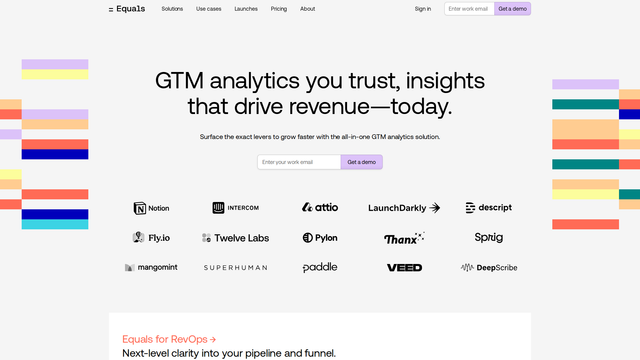 Equals
Solutions
Use cases
Launches
Pricing
About
Sign in
Enter work email
Get a demo
GTM analytics you trust, insights
that drive revenue—today.
Surface the exact levers to grow faster with the all-in-one GTM analytics solution.
Enter your work email
Get a demo
Notion
INTERCOM
attio
LaunchDarkly
descript
Fly.io
Twelve Labs
Pylon
Thanx
Sprig
mangomint
SUPERHUMAN
paddle
VEED
DeepScribe
Equals for RevOps →
Next-level clarity into your pipeline and funnel.